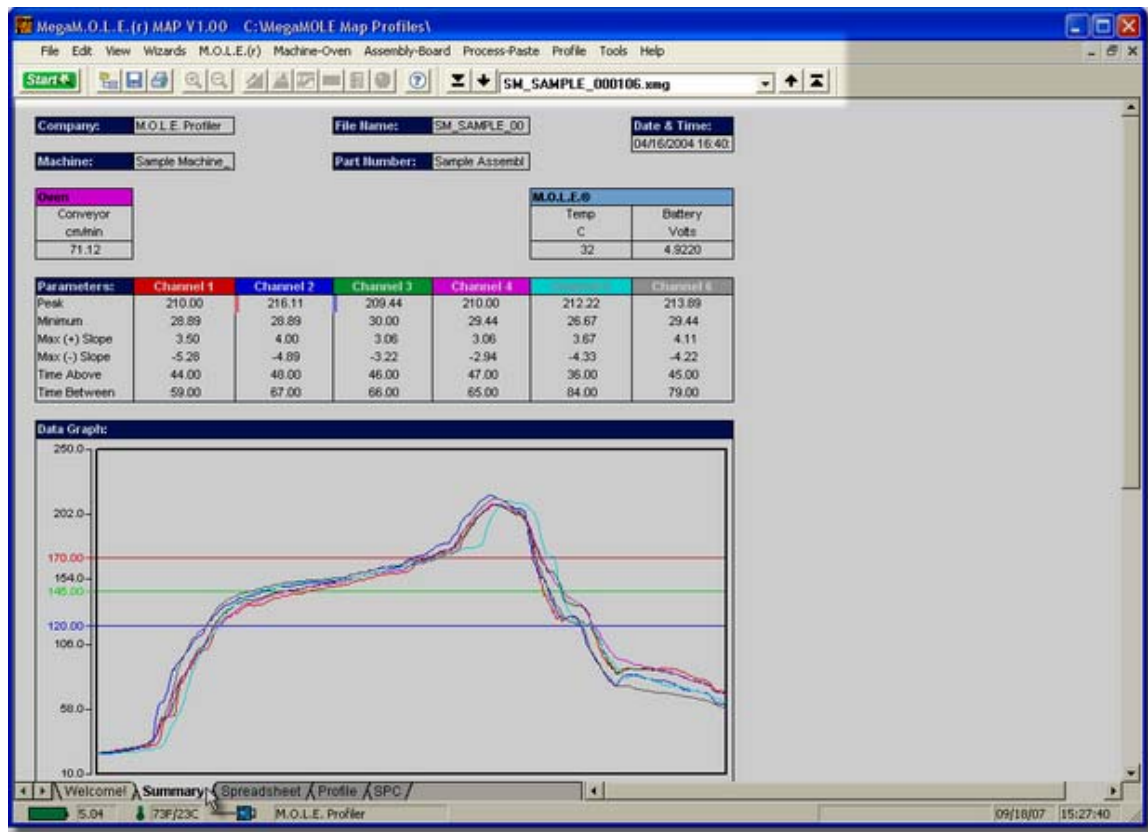 MegaM.O.L.E.(r) MAP V1.00 C:\MegaMOLE Map Profiles\
File Edit View Wizards M.O.L.E.(r) Machine-Oven Assembly-Board Process-Paste Profile Tools Help
Start SM_SAMPLE_000106.xmg
Company: M.O.L.E. Profiler File Name: SM_SAMPLE_00 Date & Time:
04/16/2004 16:40:
Machine: Sample Machine_ Part Number: Sample Assembl
Oven M.O.L.E.®
Conveyor Temp Battery
cm/min C Volts
71.12 32 4.9220
Parameters: Channel 1 Channel 2 Channel 3 Channel 4 Channel 5 Channel 6
Peak 210.00 216.11 209.44 210.00 212.22 213.89
Minimum 28.89 28.89 30.00 29.44 26.67 29.44
Max (+) Slope 3.50 4.00 3.06 3.06 3.67 4.11
Max (-) Slope -5.28 -4.89 -3.22 -2.94 -4.33 -4.22
Time Above 44.00 48.00 46.00 47.00 36.00 45.00
Time Between 59.00 67.00 66.00 65.00 84.00 79.00
Data Graph:
250.0
202.0
170.00
154.0
145.00
120.00
106.0
58.0
10.0
Welcome! Summary Spreadsheet Profile SPC
5.04 73F/23C M.O.L.E. Profiler 09/18/07 15:27:40